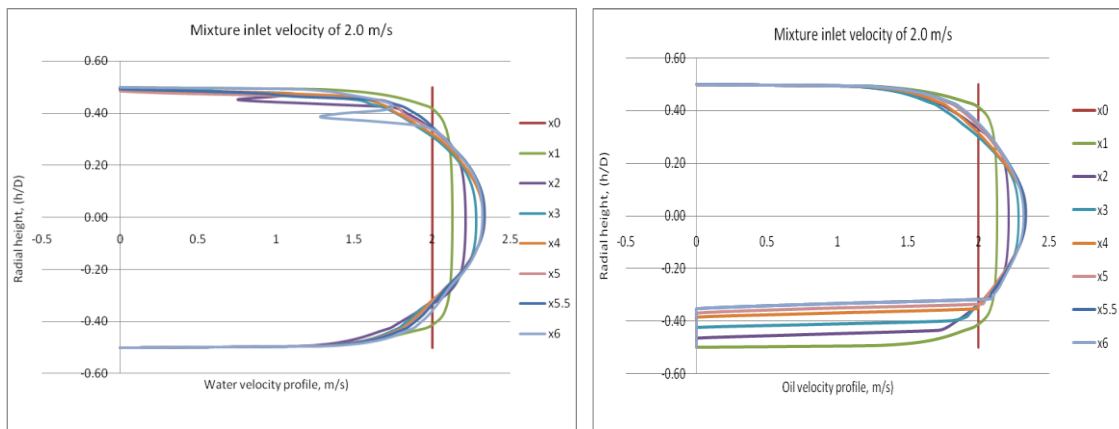 Mixture inlet velocity of 2.0 m/s
0.60
0.40
0.20
0.00
-0.20
-0.40
-0.60
-0.5
0
0.5
1
1.5
2
2.5
Radial height, (h/D)
Water velocity profile, m/s)
x0
x1
x2
x3
x4
x5
x5.5
x6
Mixture inlet velocity of 2.0 m/s
0.60
0.40
0.20
0.00
-0.20
-0.40
-0.60
-0.5
0
0.5
1
1.5
2
2.5
Radial height, (h/D)
Oil velocity profile, m/s)
x0
x1
x2
x3
x4
x5
x5.5
x6